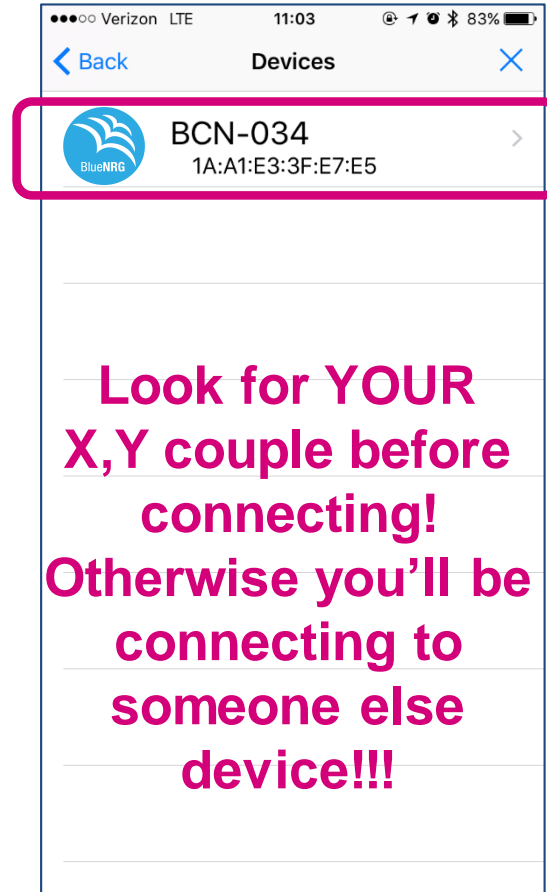 Verizon LTE 11:03 83%
Back Devices
BCN-034
BlueNRG 1A:A1:E3:3F:E7:E5
Look for YOUR
X,Y couple before
connecting!
Otherwise you’ll be
connecting to
someone else
device!!!